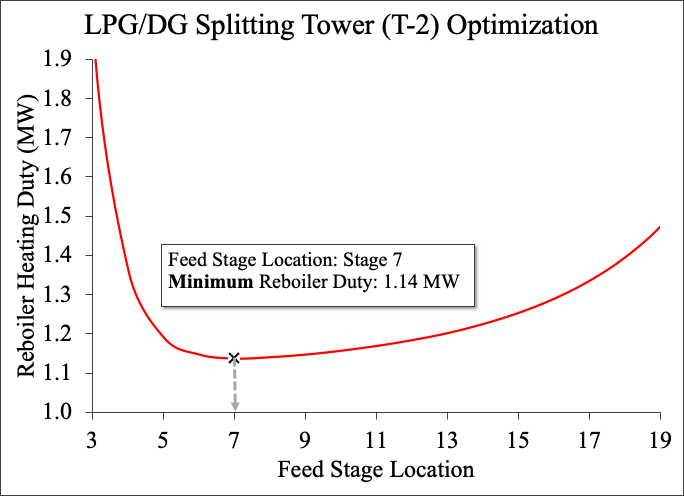 LPG/DG Splitting Tower (T-2) Optimization
Reboiler Heating Duty (MW)
1.9
1.8
1.7
1.6
1.5
1.4
1.3
1.2
1.1
1.0
Feed Stage Location: Stage 7
Minimum Reboiler Duty: 1.14 MW
3 5 7 9 11 13 15 17 19
Feed Stage Location